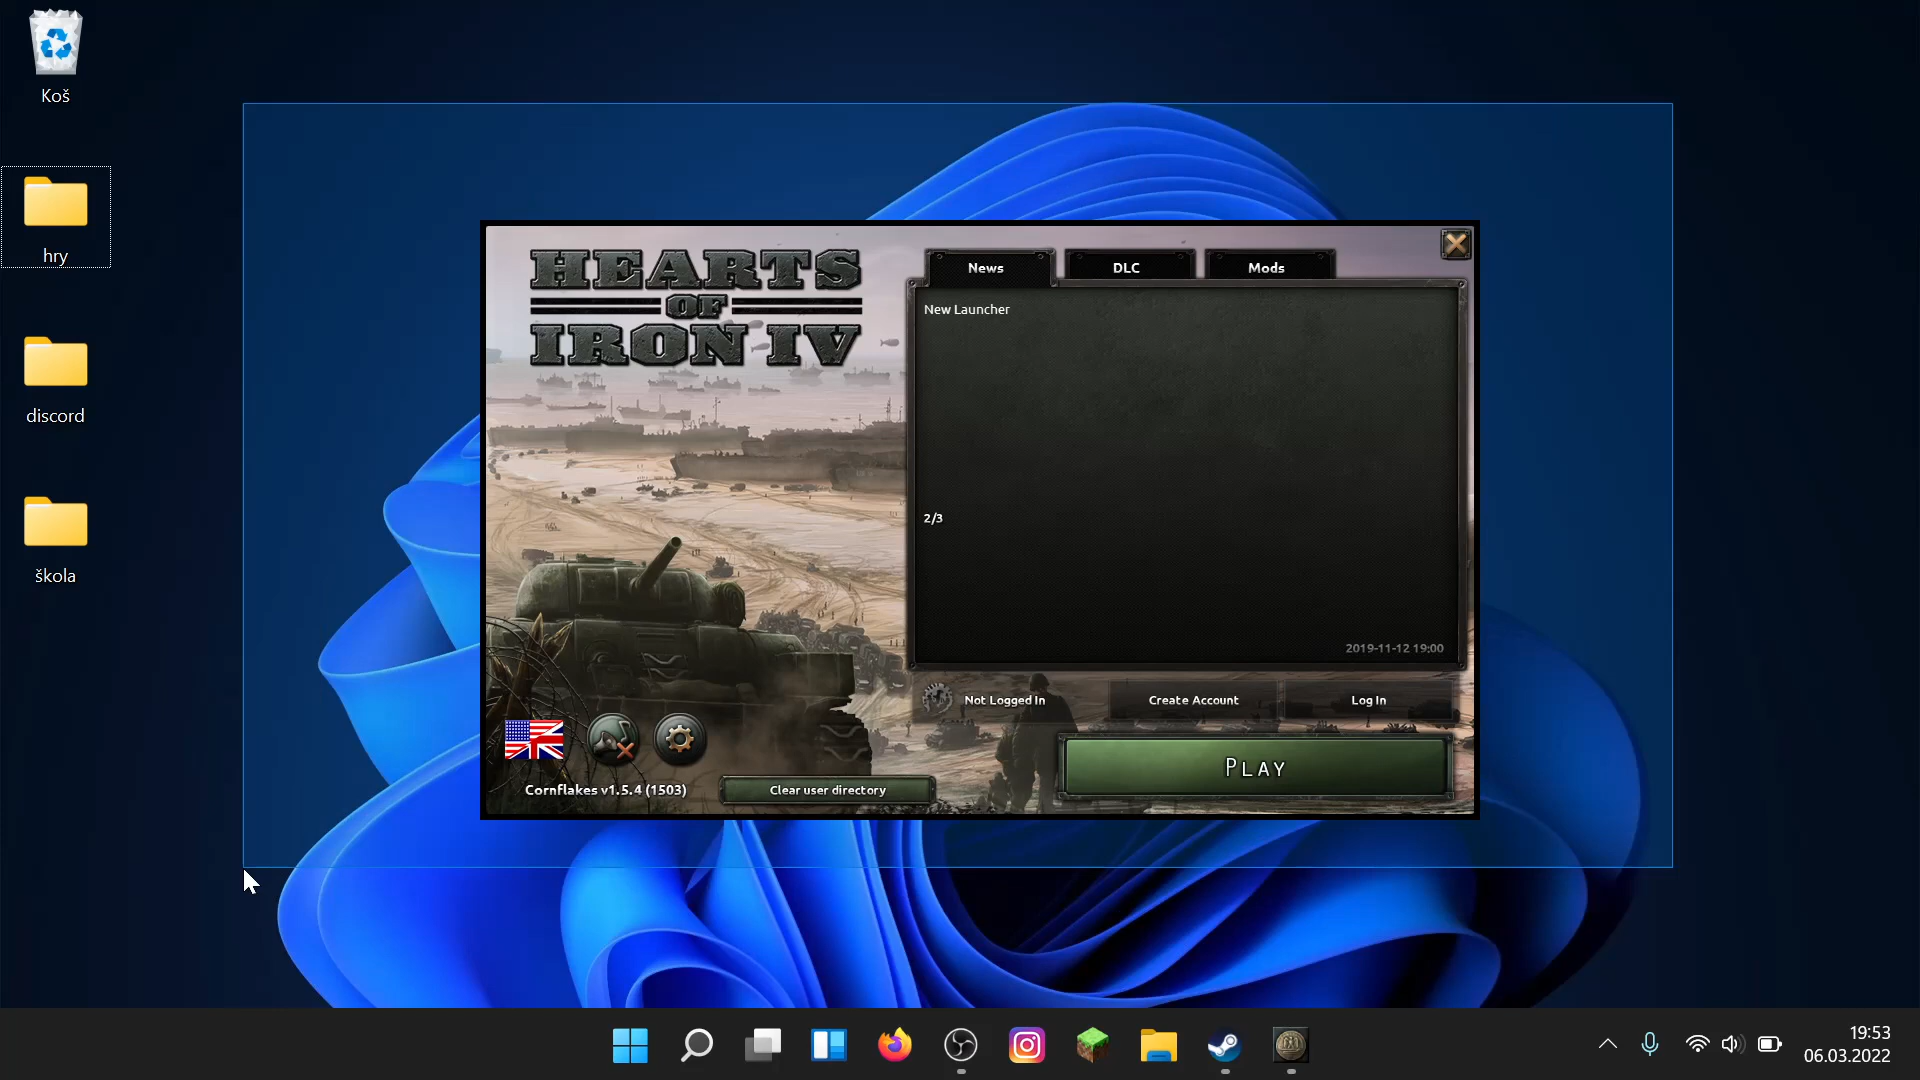 Koš
hry
discord
škola
HEARTS
OF
IRON IV
News
DLC
Mods
New Launcher
2/3
2019-11-12 19:00
Not Logged In
Create Account
Log In
PLAY
Cornflakes v1.5.4 (1503)
Clear user directory
19:53
06.03.2022